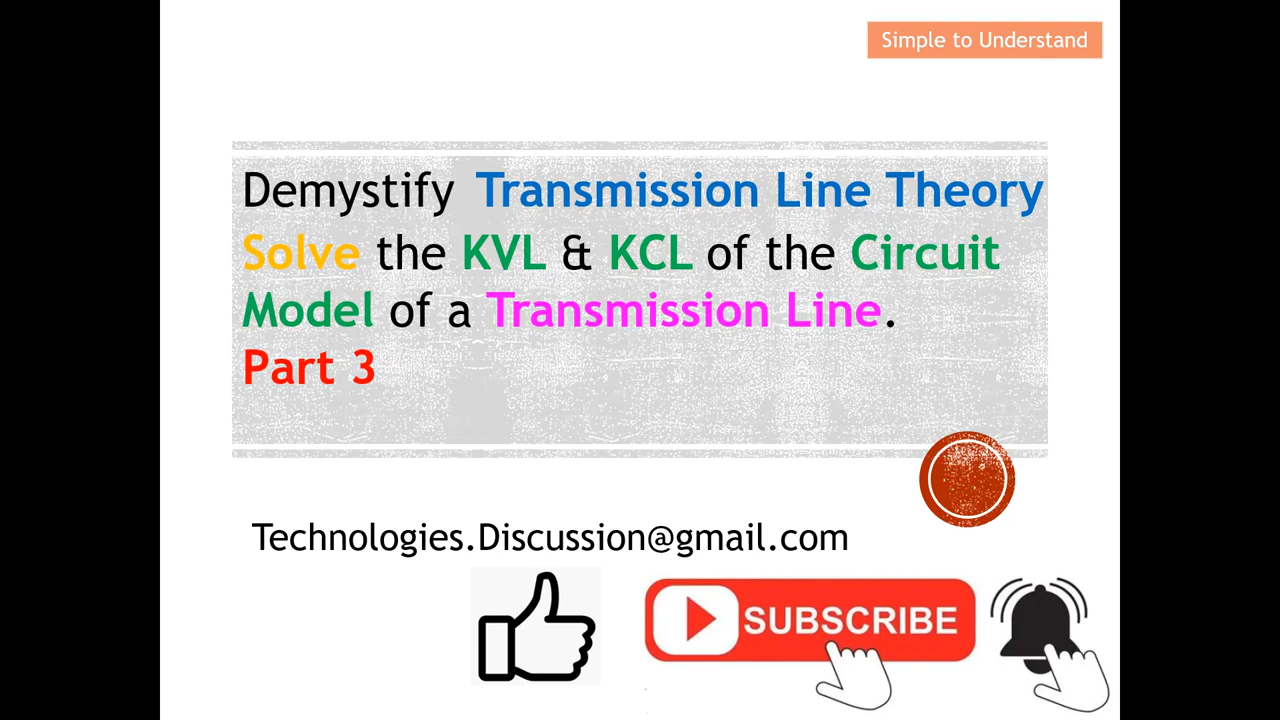 Simple to Understand
Demystify Transmission Line Theory
Solve the KVL & KCL of the Circuit
Model of a Transmission Line.
Part 3
Technologies.Discussion@gmail.com
SUBSCRIBE